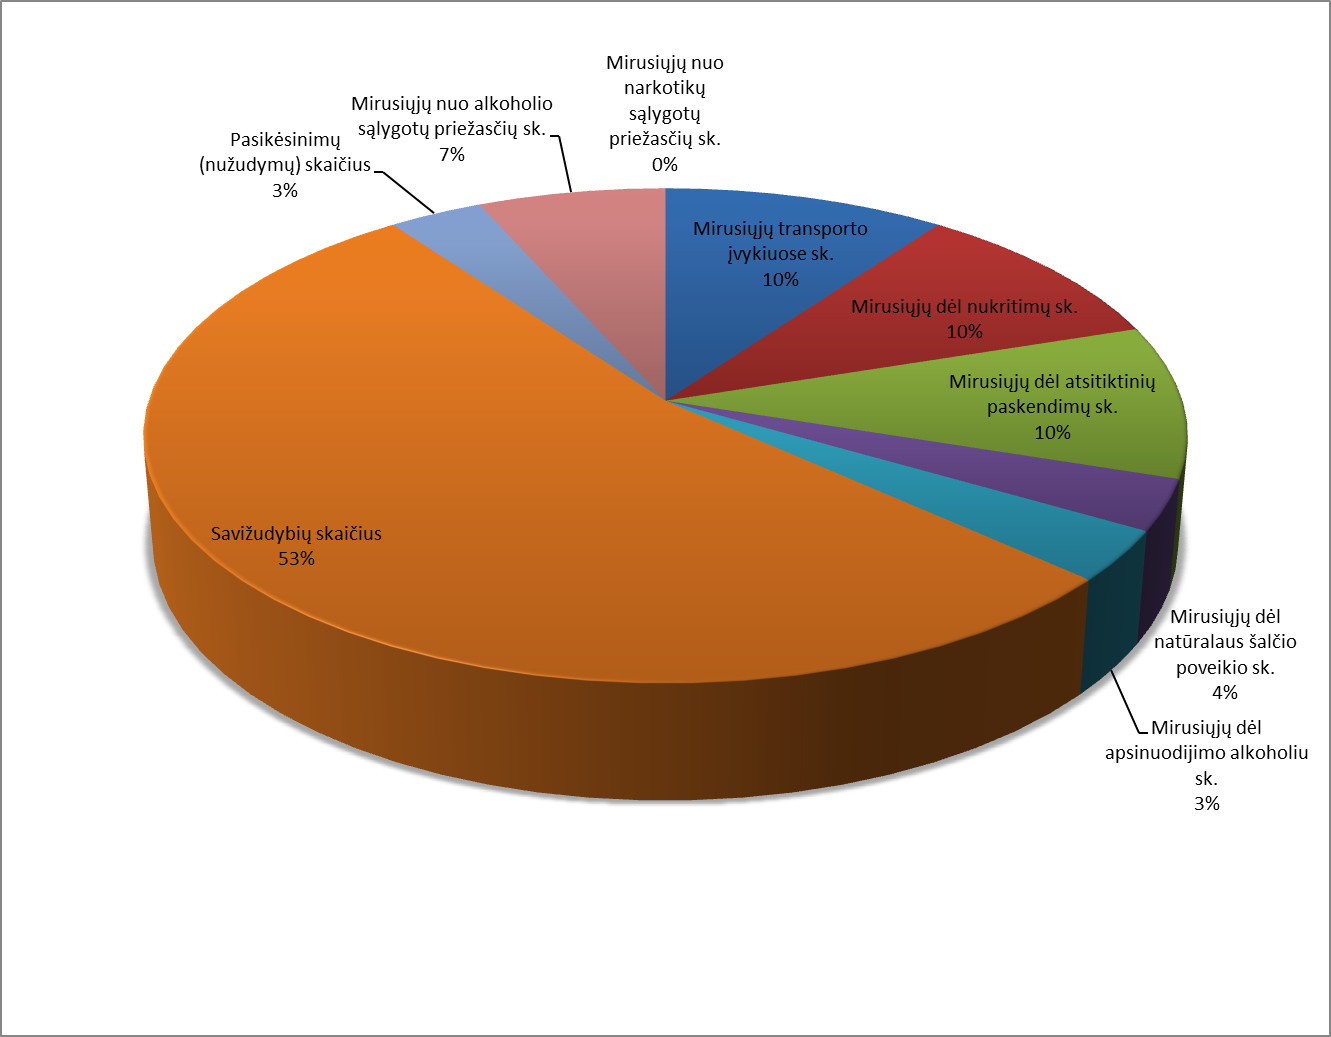 Mirusiųjų nuo
narkotikų
sąlygotų
priežasčių sk.
0%
Mirusiųjų nuo alkoholio
sąlygotų priežasčių sk.
7%
Pasikėsinimų
(nužudymų) skaičius
3%
Mirusiųjų transporto
įvykiuose sk.
10%
Mirusiųjų dėl nukritimų sk.
10%
Mirusiųjų dėl atsitiktinių
paskendimų sk.
10%
Savižudybių skaičius
53%
Mirusiųjų dėl
natūralaus šalčio
poveikio sk.
4%
Mirusiųjų dėl
apsinuodijimo alkoholiu
sk.
3%